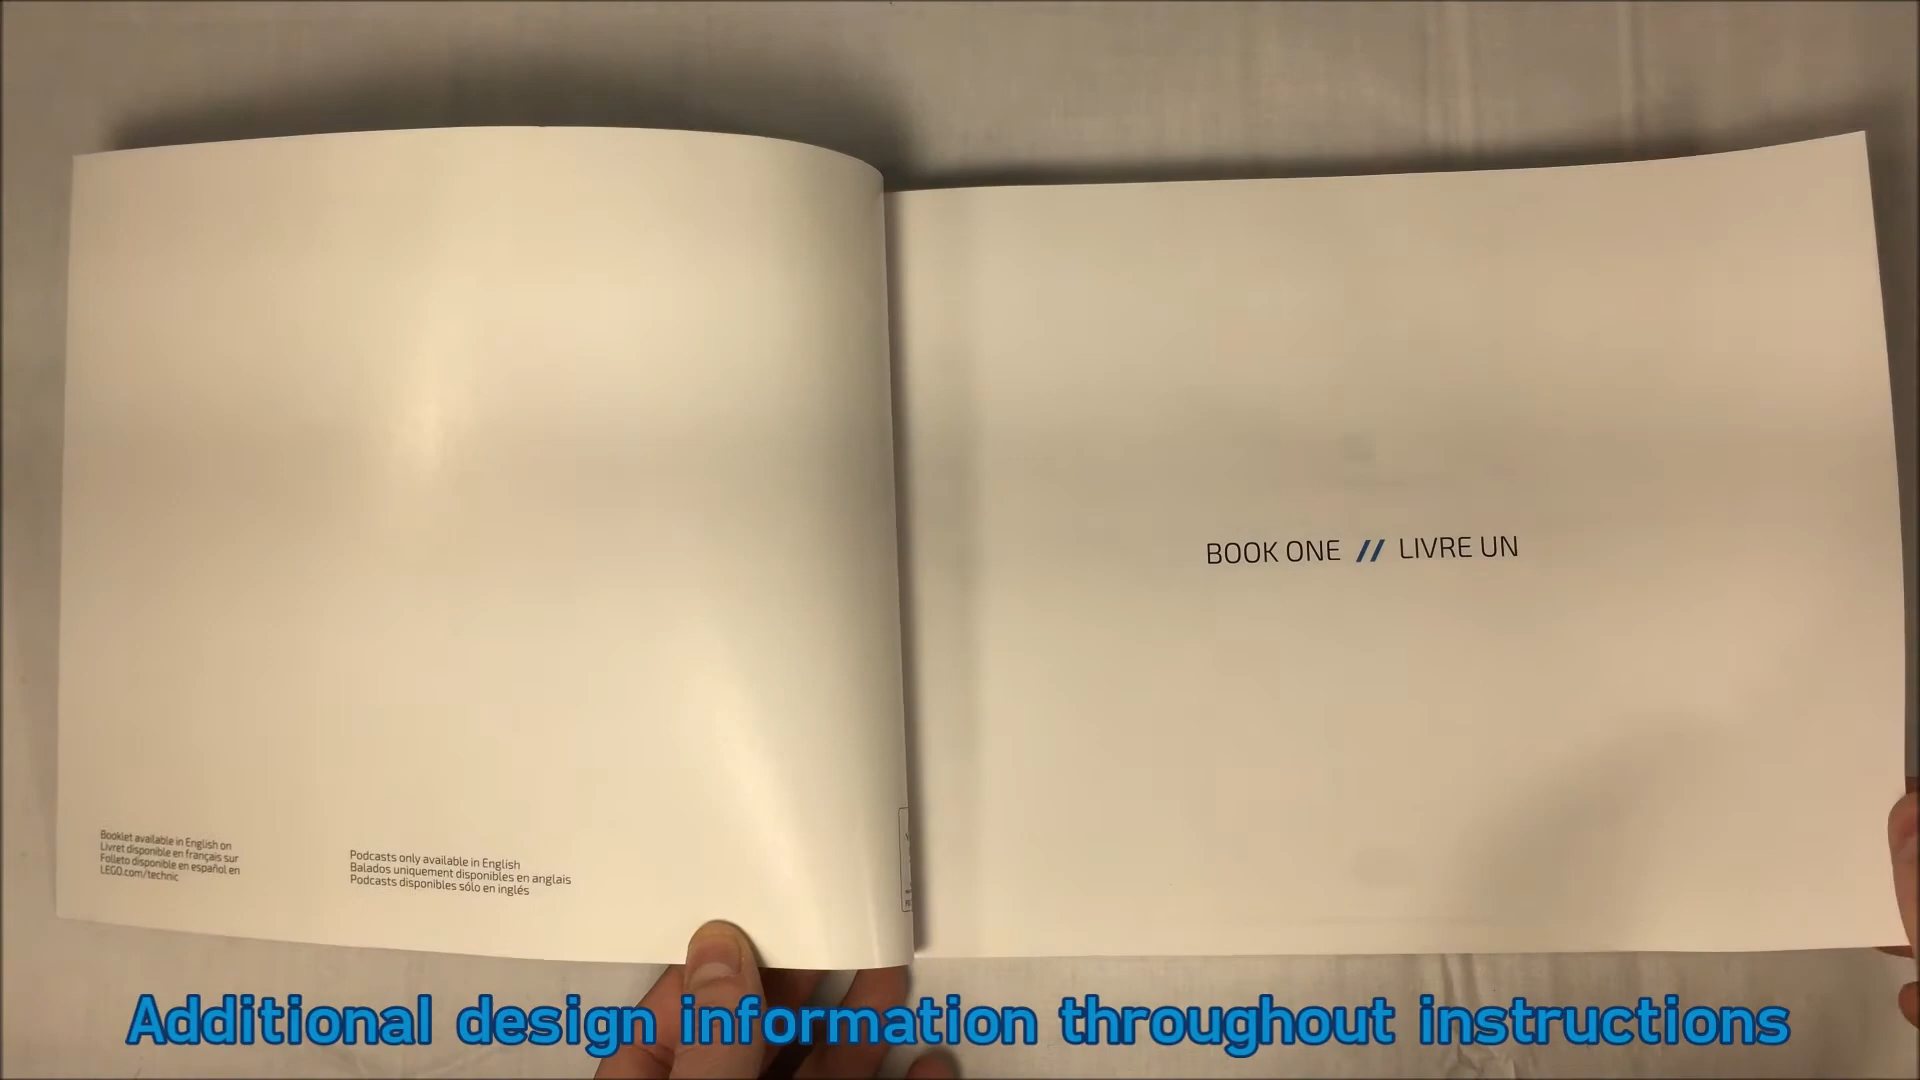 BOOK ONE // LIVRE UN
Booklet available in English on
Livret disponible en français sur
Folleto disponible en español en
LEGO.com/technic
Podcasts only available in English
Balados uniquement disponibles en anglais
Podcasts disponibles sólo en inglés
Additional design information throughout instructions